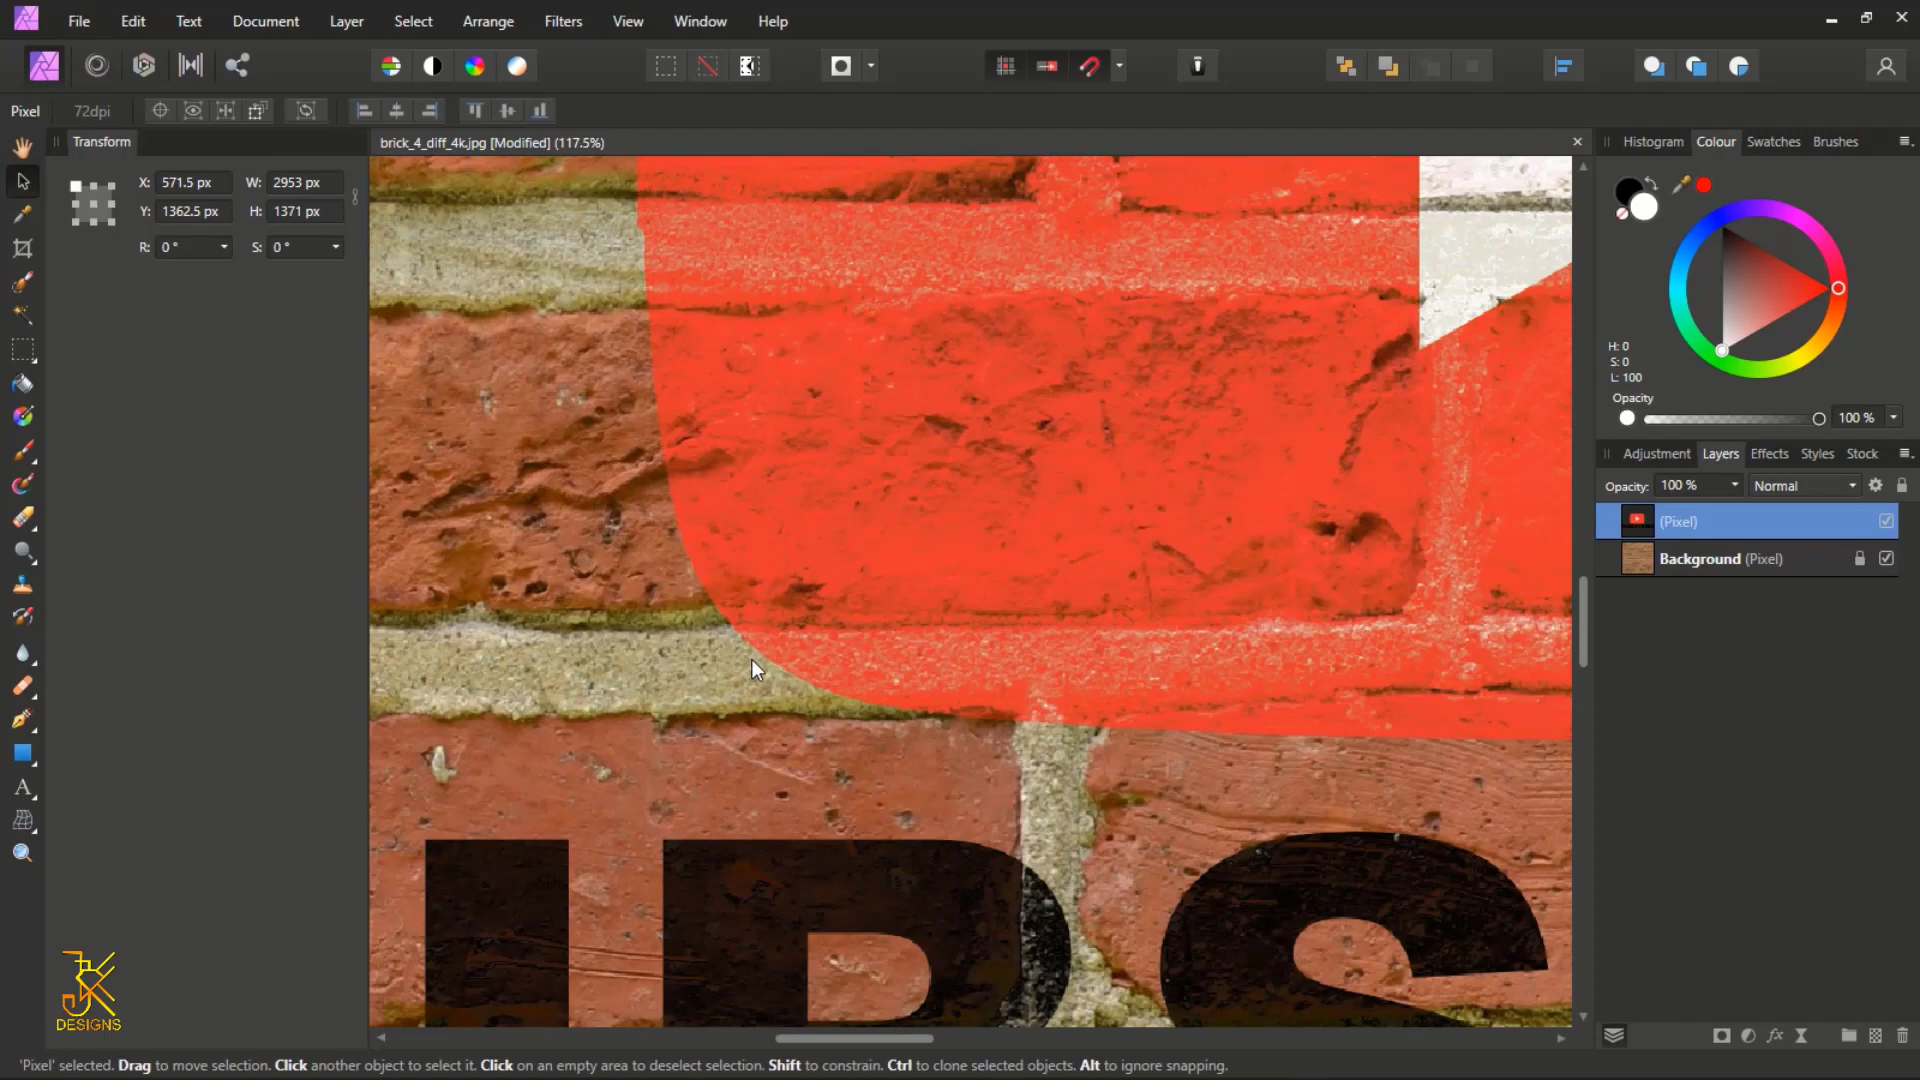 File Edit Text Document Layer Select Arrange Filters View Window Help
Pixel 72dpi
Transform
brick_4_diff_4k.jpg [Modified] (117.5%)
Histogram Colour Swatches Brushes
X: 571.5 px W: 2953 px
Y: 1362.5 px H: 1371 px
R: 0 ° S: 0 °
H: 0
S: 0
L: 100
Opacity
100 %
Adjustment Layers Effects Styles Stock
Opacity: 100 % Normal
(Pixel)
Background (Pixel)
A
JK
DESIGNS
'Pixel' selected. Drag to move selection. Click another object to select it. Click on an empty area to deselect selection. Shift to constrain. Ctrl to clone selected objects. Alt to ignore snapping.